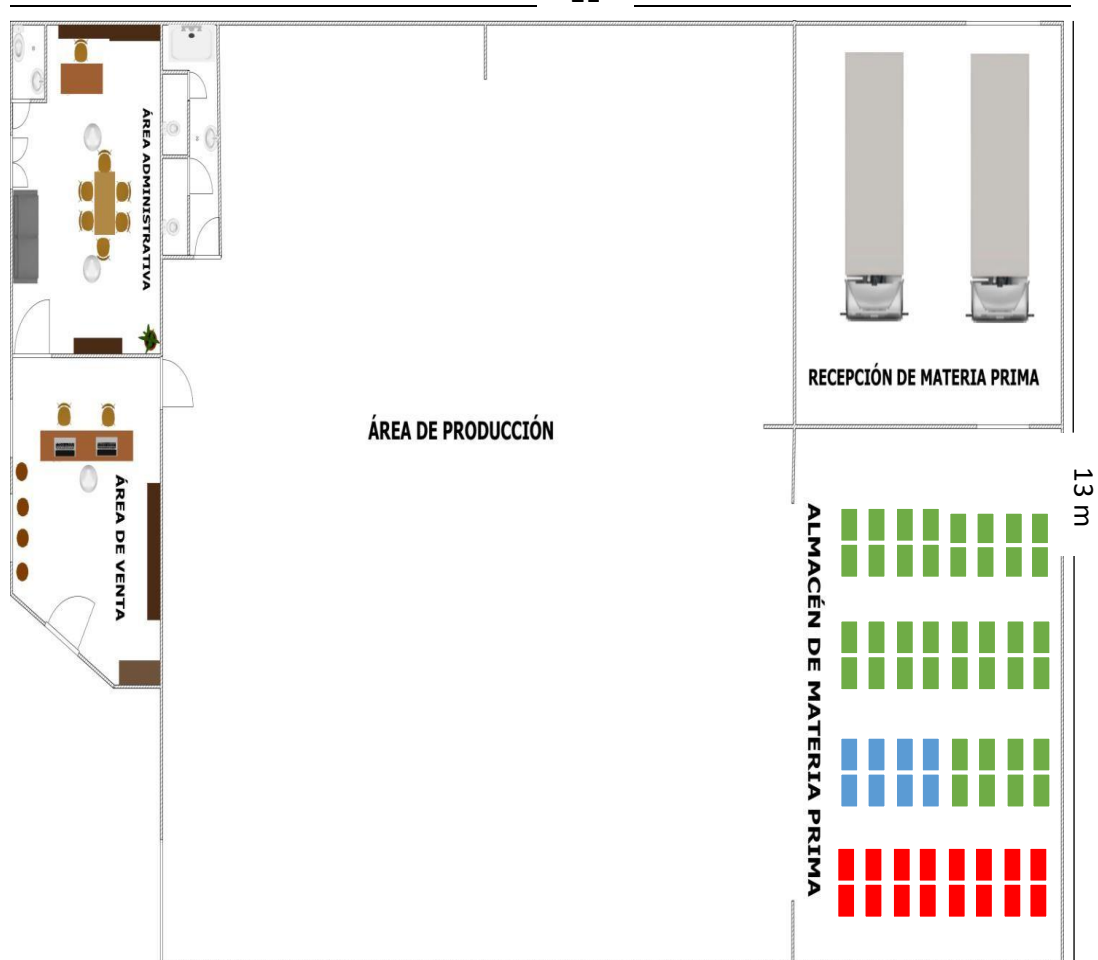 ÁREA ADMINISTRATIVA
RECEPCIÓN DE MATERIA PRIMA
ÁREA DE PRODUCCIÓN
13 m
ÁREA DE VENTA
ALMACÉN DE MATERIA PRIMA